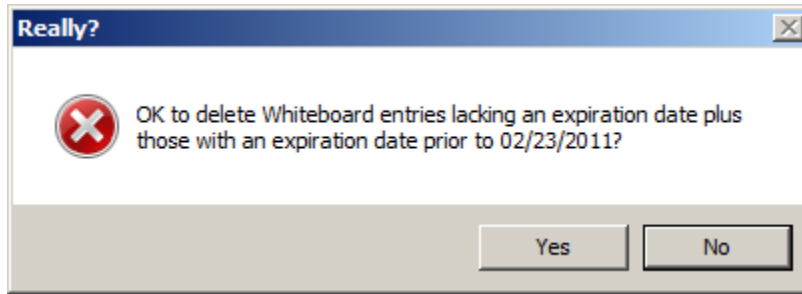 Really?
OK to delete Whiteboard entries lacking an expiration date plus
those with an expiration date prior to 02/23/2011?
Yes No